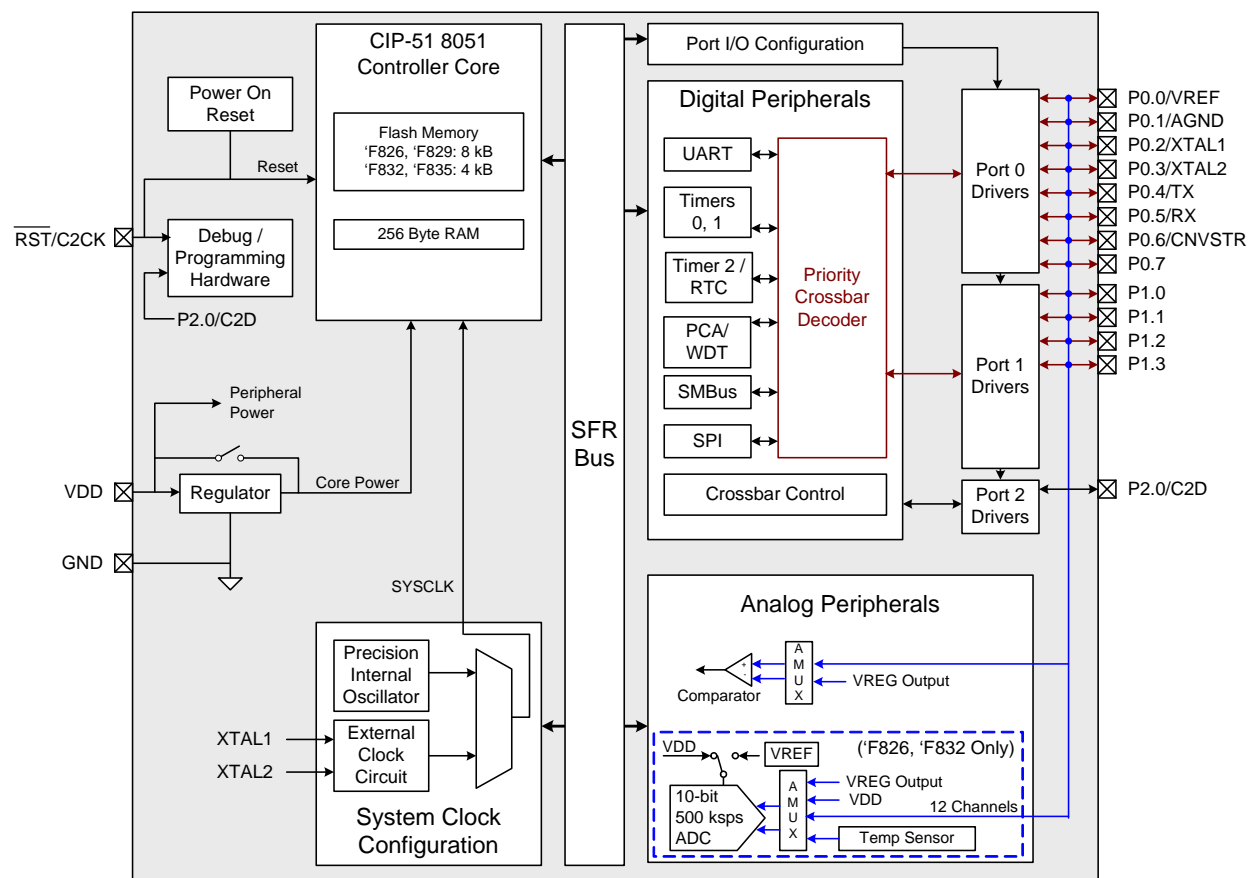 CIP-51 8051
Controller Core
Flash Memory
'F826, 'F829: 8 kB
'F832, 'F835: 4 kB
256 Byte RAM
Power On
Reset
Reset
RST/C2CK
Debug /
Programming
Hardware
P2.0/C2D
Peripheral
Power
VDD
Regulator
Core Power
GND
SYSCLK
Precision
Internal
Oscillator
XTAL1
XTAL2
External
Clock
Circuit
System Clock
Configuration
SFR
Bus
Port I/O Configuration
Digital Peripherals
UART
Timers
0, 1
Timer 2 /
RTC
PCA/
WDT
SMBus
SPI
Priority
Crossbar
Decoder
Crossbar Control
Port 0
Drivers
Port 1
Drivers
Port 2
Drivers
P0.0/VREF
P0.1/AGND
P0.2/XTAL1
P0.3/XTAL2
P0.4/TX
P0.5/RX
P0.6/CNVSTR
P0.7
P1.0
P1.1
P1.2
P1.3
P2.0/C2D
Analog Peripherals
+
-
Comparator
AMUX
VREG Output
('F826, 'F832 Only)
VDD
VREF
10-bit
500 ksps
ADC
AMUX
VREG Output
VDD
12 Channels
Temp Sensor